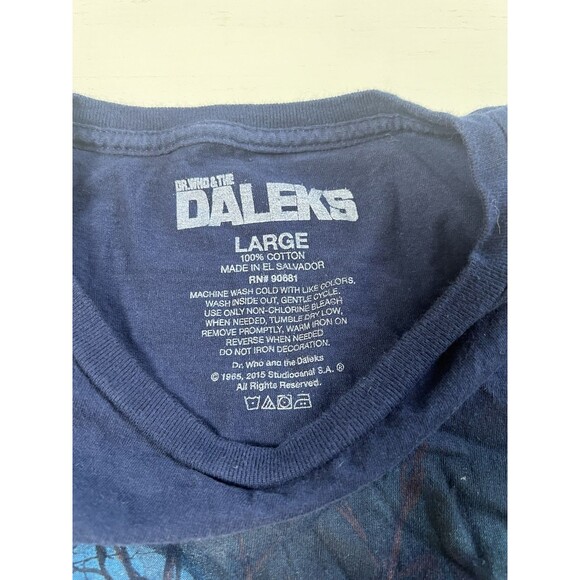 DR. WHO & THE
DALEKS
LARGE
100% COTTON
MADE IN EL SALVADOR
RN# 90681
MACHINE WASH COLD WITH LIKE COLORS,
WASH INSIDE OUT, GENTLE CYCLE.
USE ONLY NON-CHLORINE BLEACH
WHEN NEEDED, TUMBLE DRY LOW,
REMOVE PROMPTLY, WARM IRON ON
REVERSE WHEN NEEDED
DO NOT IRON DECORATION.
Dr. Who and the Daleks
© 1965, 2015 Studiocanal S.A. ®
All Rights Reserved.